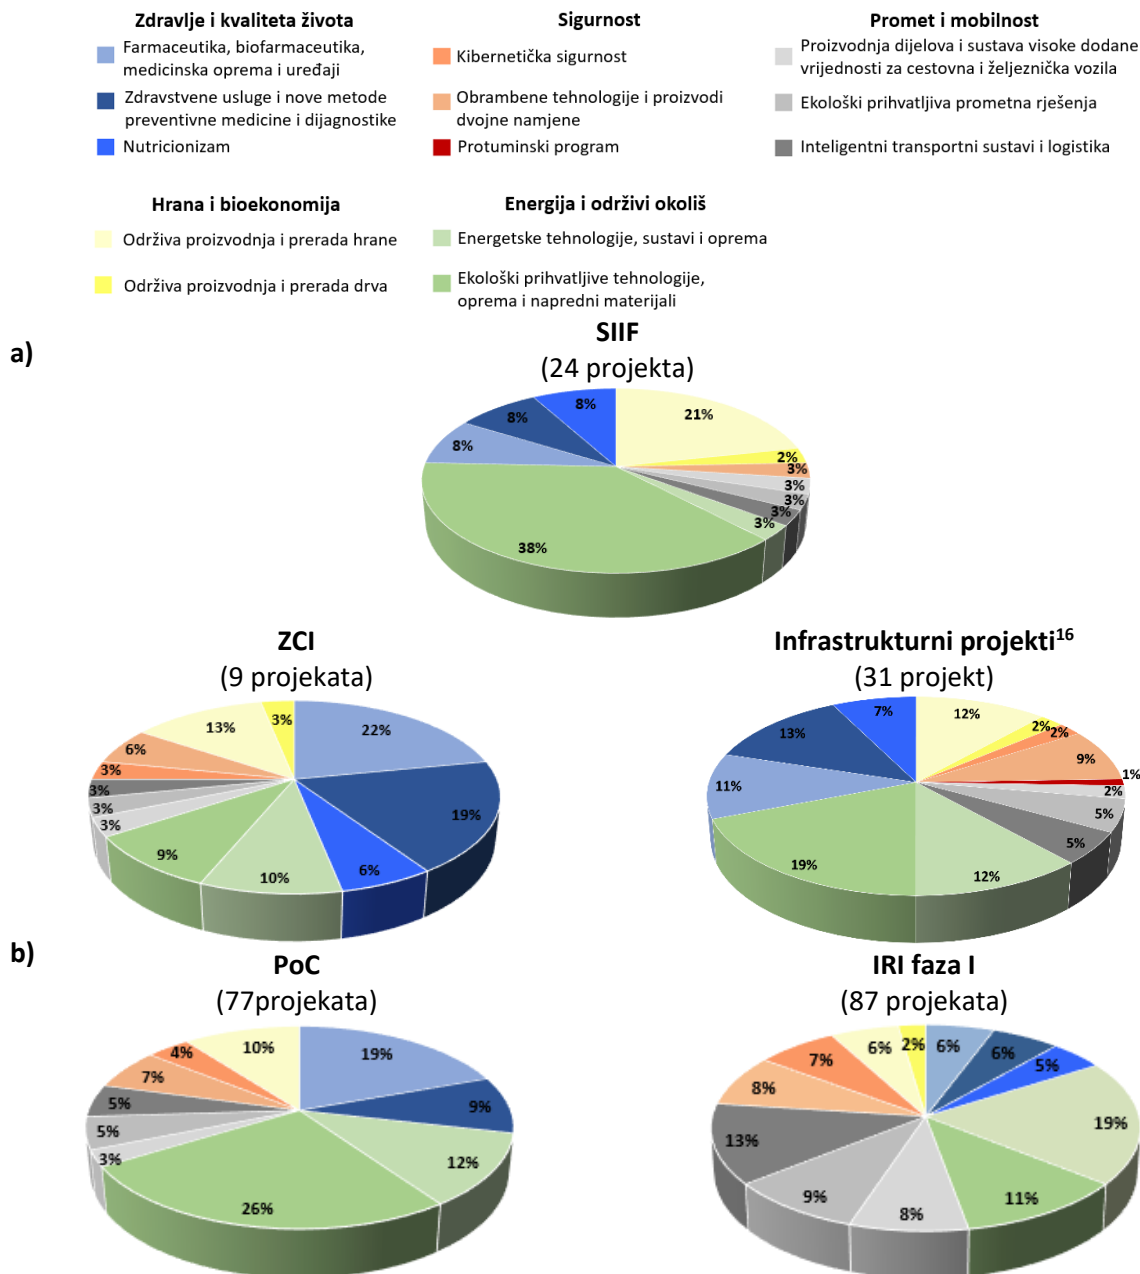 Zdravlje i kvaliteta života
Farmaceutika, biofarmaceutika,
medicinska oprema i uređaji
Zdravstvene usluge i nove metode
preventivne medicine i dijagnostike
Nutricionizam
Sigurnost
Kibernetička sigurnost
Obrambene tehnologije i proizvodi
dvojne namjene
Protuminski program
Promet i mobilnost
Proizvodnja dijelova i sustava visoke dodane
vrijednosti za cestovna i željeznička vozila
Ekološki prihvatljiva prometna rješenja
Inteligentni transportni sustavi i logistika
Hrana i bioekonomija
Održiva proizvodnja i prerada hrane
Održiva proizvodnja i prerada drva
Energija i održivi okoliš
Energetske tehnologije, sustavi i oprema
Ekološki prihvatljive tehnologije,
oprema i napredni materijali
a)
SIIF
(24 projekta)
21%
2%
3%
3%
3%
3%
3%
38%
8%
8%
8%
ZCI
(9 projekata)
22%
19%
6%
10%
9%
3%
3%
3%
3%
6%
13%
3%
Infrastrukturni projekti16
(31 projekt)
12%
2%
2%
9%
1%
2%
5%
5%
12%
19%
11%
13%
7%
b)
PoC
(77projekata)
19%
9%
12%
26%
3%
5%
5%
7%
4%
10%
IRI faza I
(87 projekata)
6%
6%
5%
19%
11%
8%
9%
13%
8%
7%
6%
2%